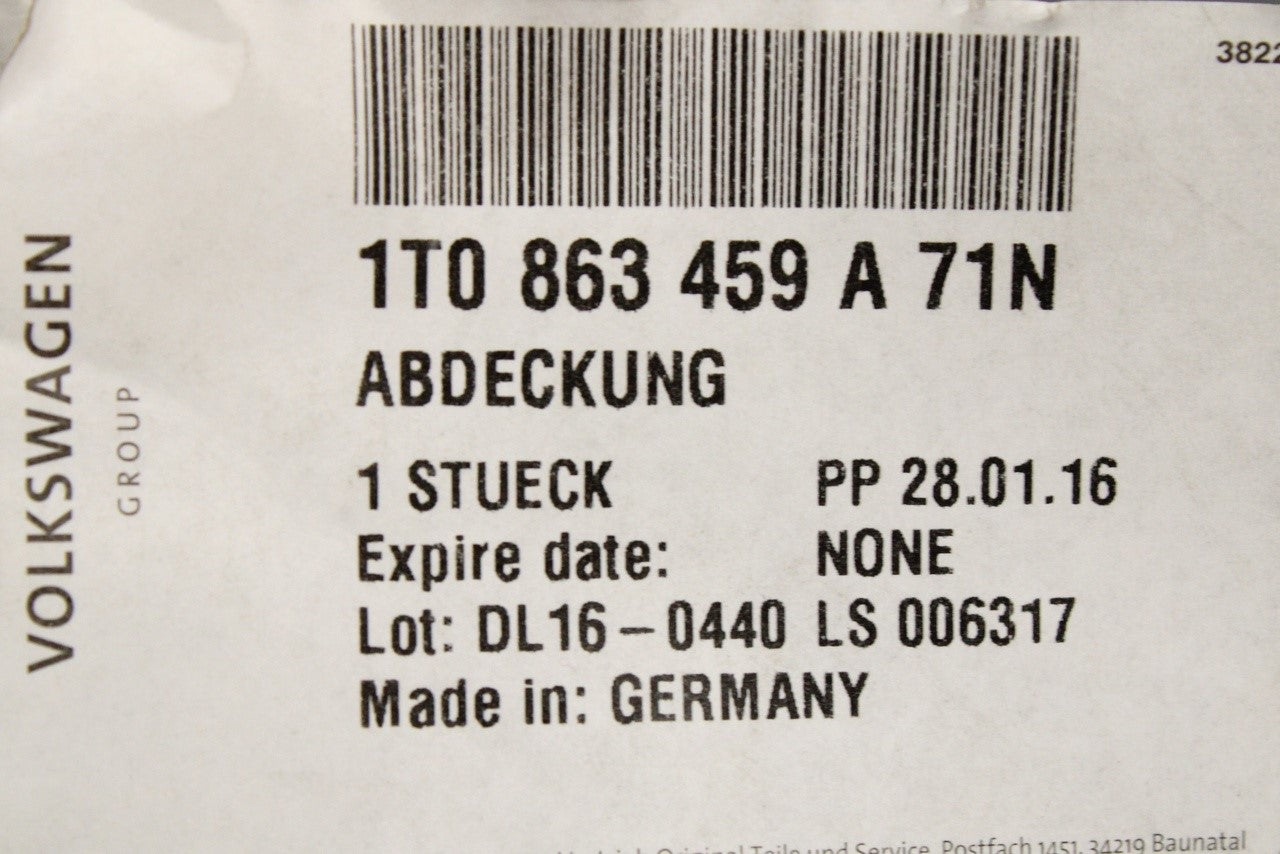 3822
1T0 863 459 A 71N
ABDECKUNG
1 STUECK PP 28.01.16
Expire date: NONE
Lot: DL16-0440 LS 006317
Made in: GERMANY
VOLKSWAGEN
GROUP
Original Teile und Service, Postfach 1451, 34219 Baunatal